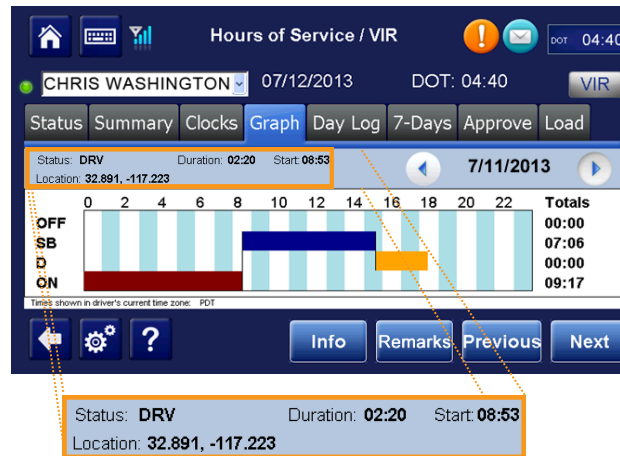 Hours of Service / VIR ! DOT 04:40
CHRIS WASHINGTON 07/12/2013 DOT: 04:40 VIR
Status Summary Clocks Graph Day Log 7-Days Approve Load
Status: DRV Duration: 02:20 Start: 08:53
Location: 32.891, -117.223
7/11/2013
0 2 4 6 8 10 12 14 16 18 20 22 Totals
OFF 00:00
SB 07:06
D 00:00
ON 09:17
Times shown in driver's current time zone: PDT
? Info Remarks Previous Next
Status: DRV Duration: 02:20 Start: 08:53
Location: 32.891, -117.223